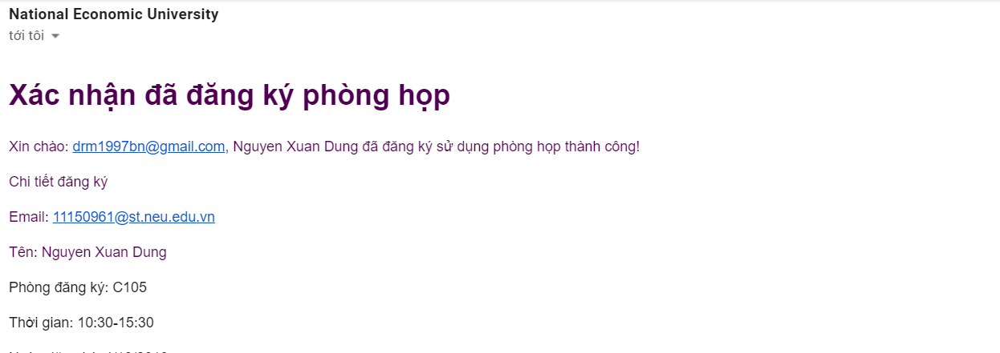 National Economic University
tới tôi
Xác nhận đã đăng ký phòng họp
Xin chào: drm1997bn@gmail.com, Nguyen Xuan Dung đã đăng ký sử dụng phòng họp thành công!
Chi tiết đăng ký
Email: 11150961@st.neu.edu.vn
Tên: Nguyen Xuan Dung
Phòng đăng ký: C105
Thời gian: 10:30-15:30